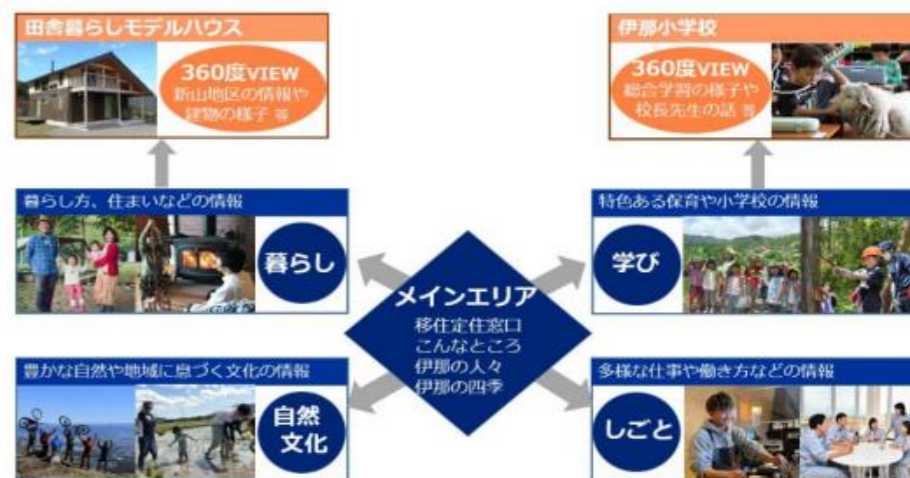 田舎暮らしモデルハウス
360度VIEW
新山地区の情報や
建物の様子 等
伊那小学校
360度VIEW
総合学習の様子や
校長先生の話 等
暮らし方、住まいなどの情報
暮らし
特色ある保育や小学校の情報
学び
メインエリア
移住定住窓口
こんなところ
伊那の人々
伊那の四季
豊かな自然や地域に息づく文化の情報
自然
文化
多様な仕事や働き方などの情報
しごと